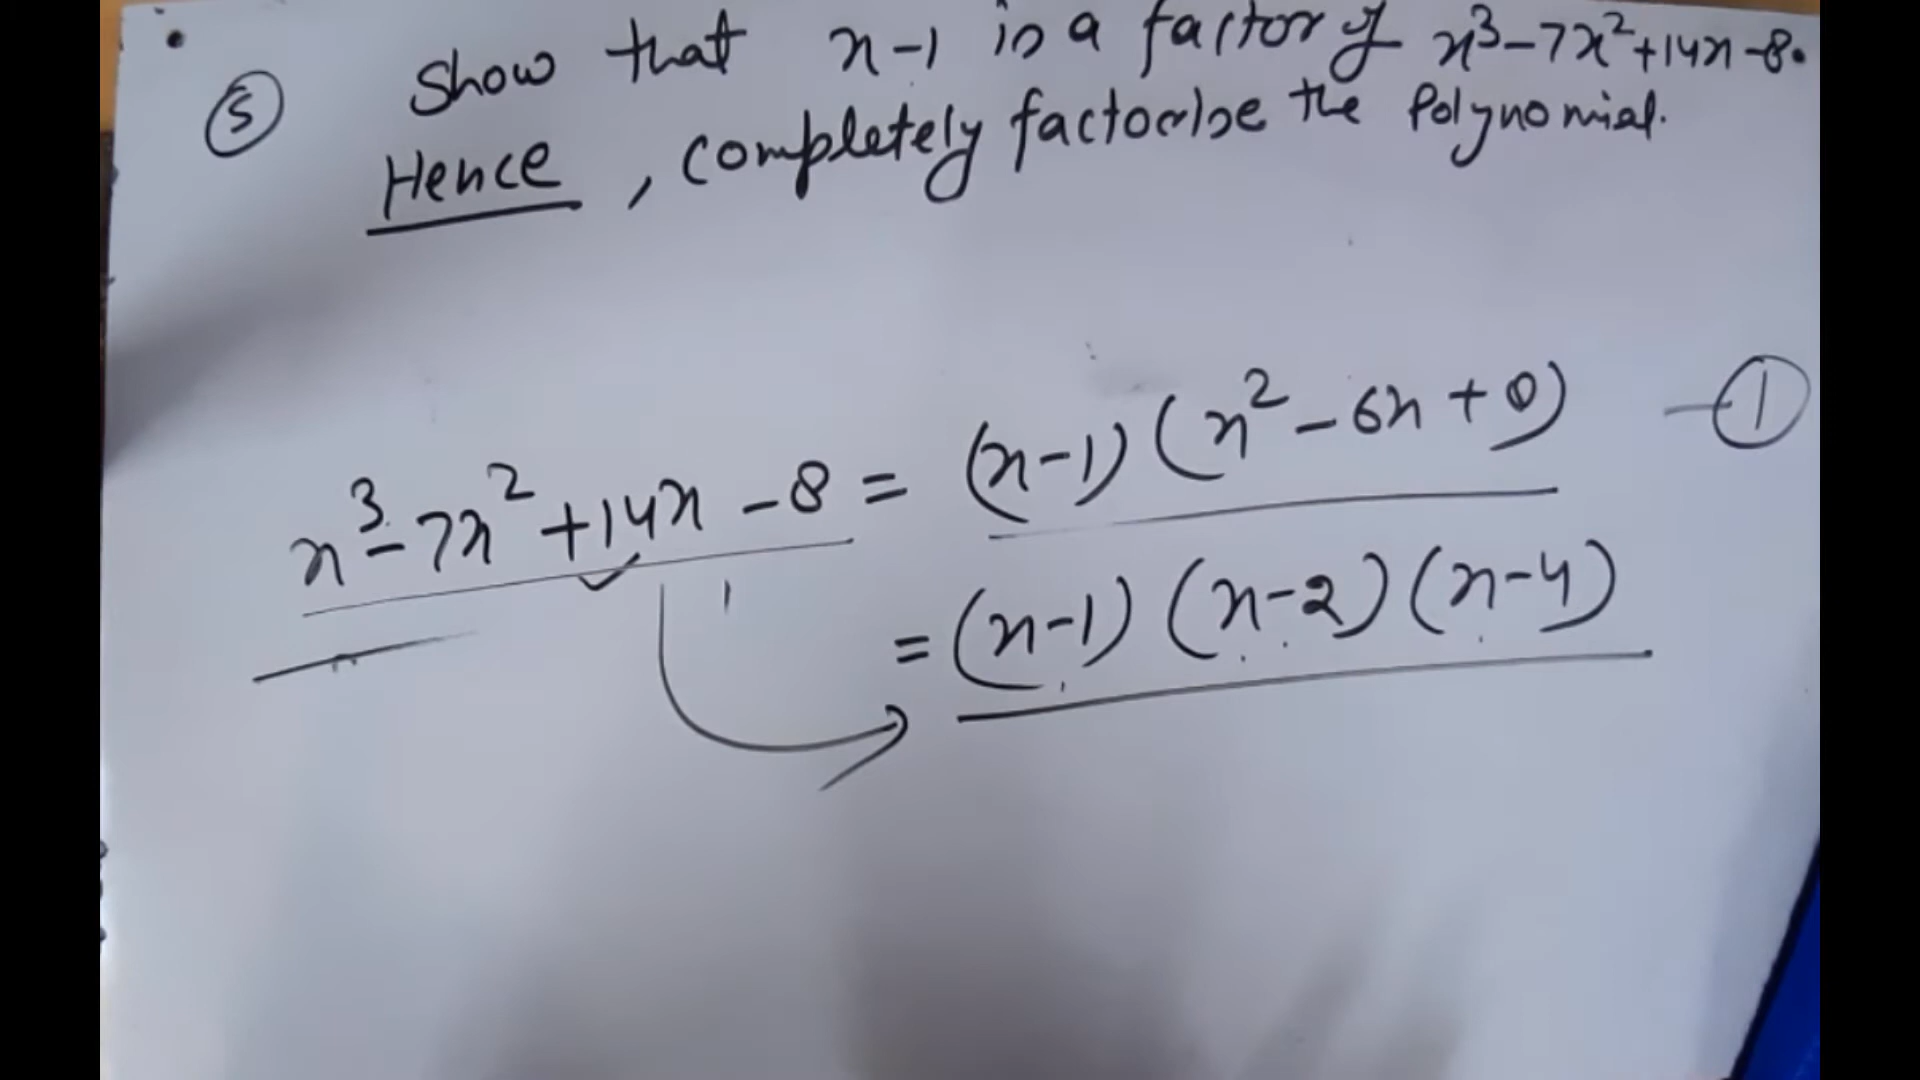 ⑤ Show that x-1 is a factor of x³-7x²+14x-8.
Hence, completely factorise the Polynomial.
x³-7x²+14x-8 = (x-1)(x²-6x+8) -①
= (x-1)(x-2)(x-4)